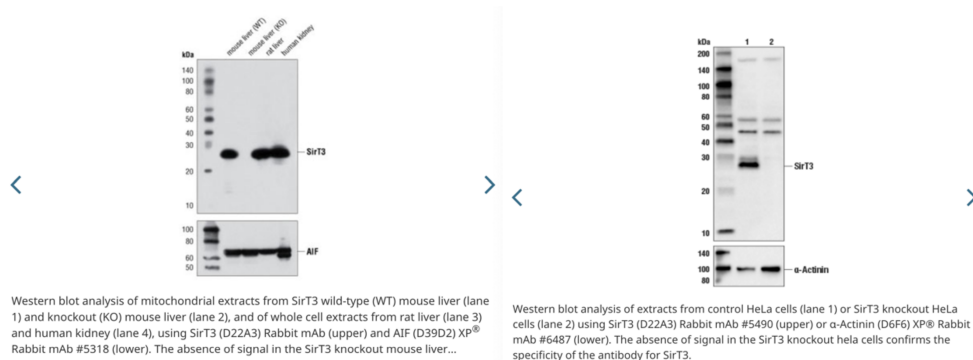 mouse liver (WT)
mouse liver (KO)
rat liver
human kidney
kDa
140
100
80
60
50
40
30
20
10
SirT3
100
80
60
50
AIF
Western blot analysis of mitochondrial extracts from SirT3 wild-type (WT) mouse liver (lane
1) and knockout (KO) mouse liver (lane 2), and of whole cell extracts from rat liver (lane 3)
and human kidney (lane 4), using SirT3 (D22A3) Rabbit mAb (upper) and AIF (D39D2) XP®
Rabbit mAb #5318 (lower). The absence of signal in the SirT3 knockout mouse liver...
kDa 1 2
200
140
100
80
60
50
40
30
20
10
SirT3
140
100
80
α-Actinin
Western blot analysis of extracts from control HeLa cells (lane 1) or SirT3 knockout HeLa
cells (lane 2) using SirT3 (D22A3) Rabbit mAb #5490 (upper) or α-Actinin (D6F6) XP® Rabbit
mAb #6487 (lower). The absence of signal in the SirT3 knockout hela cells confirms the
specificity of the antibody for SirT3.